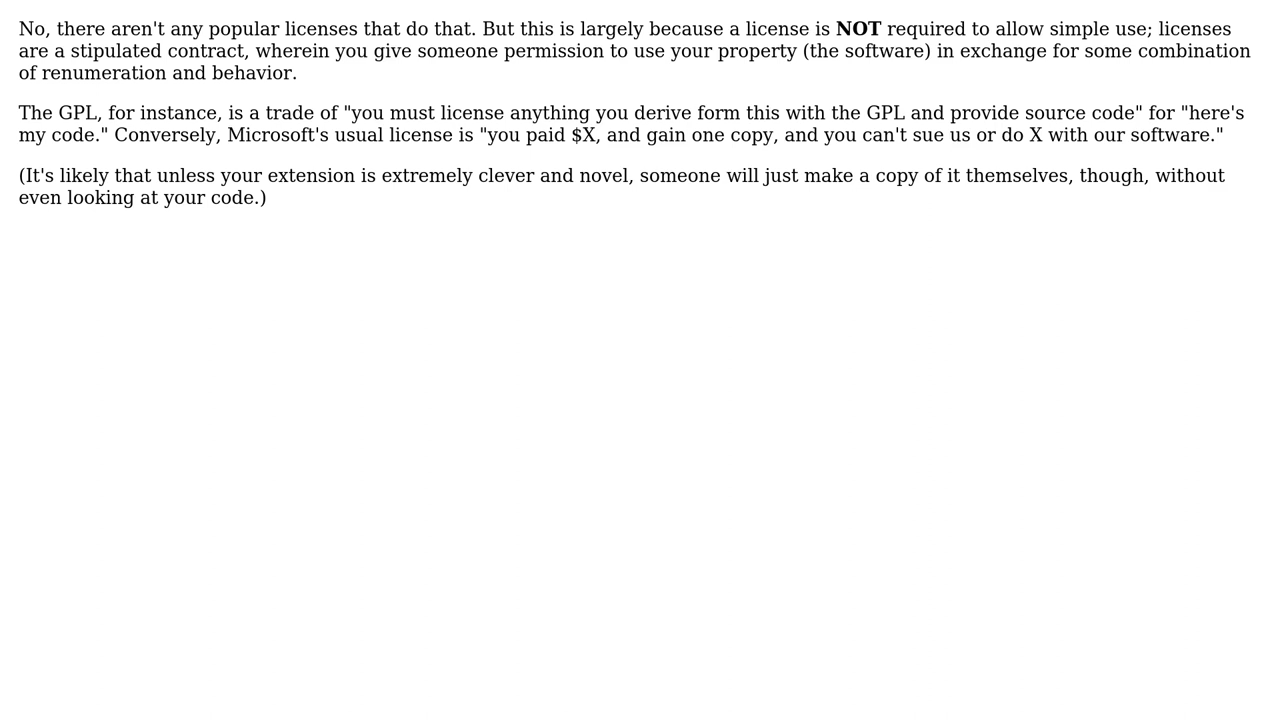 No, there aren't any popular licenses that do that. But this is largely because a license is NOT required to allow simple use; licenses
are a stipulated contract, wherein you give someone permission to use your property (the software) in exchange for some combination
of renumeration and behavior.
The GPL, for instance, is a trade of "you must license anything you derive form this with the GPL and provide source code" for "here's
my code." Conversely, Microsoft's usual license is "you paid $X, and gain one copy, and you can't sue us or do X with our software."
(It's likely that unless your extension is extremely clever and novel, someone will just make a copy of it themselves, though, without
even looking at your code.)